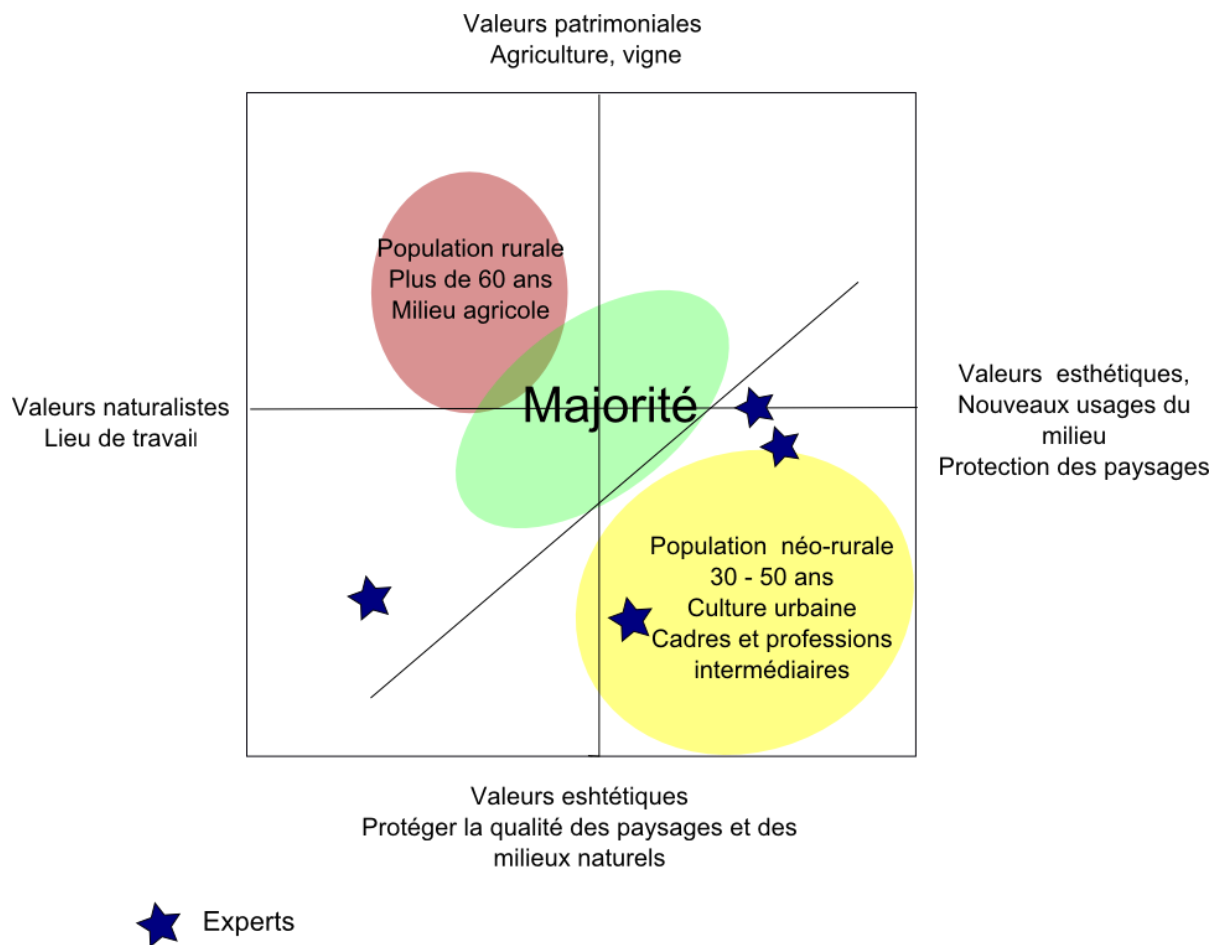 Valeurs patrimoniales
Agriculture, vigne
Population rurale
Plus de 60 ans
Milieu agricole
Valeurs naturalistes
Lieu de travail
Majorité
Valeurs esthétiques,
Nouveaux usages du
milieu
Protection des paysages
Population néo-rurale
30 - 50 ans
Culture urbaine
Cadres et professions
intermédiaires
Valeurs eshtétiques
Protéger la qualité des paysages et des
milieux naturels
Experts